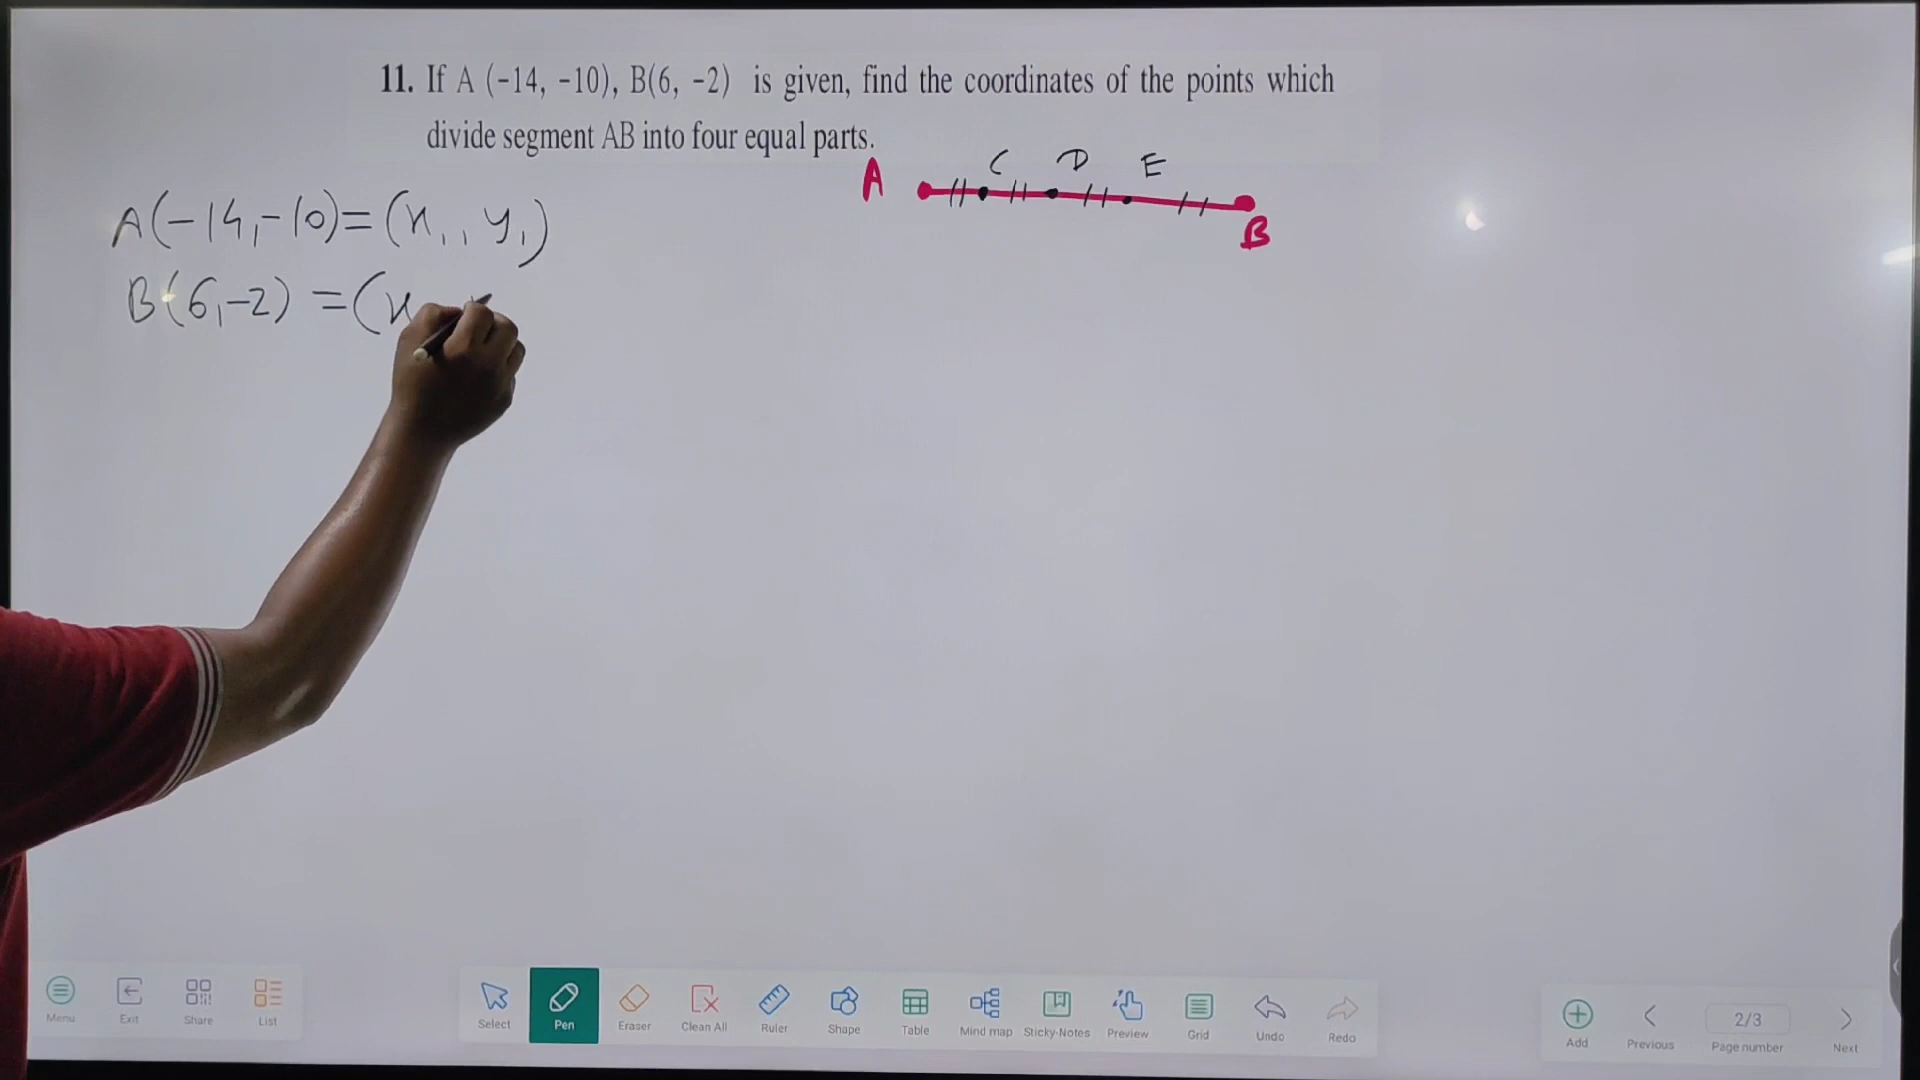 11. If A (-14, -10), B(6, -2) is given, find the coordinates of the points which
divide segment AB into four equal parts.
A C D E
B
A(-14,-10)=(x₁, y₁)
B(6,-2) =(x
Menu Exit Share List
Select Pen Eraser Clean All Ruler Shape Table Mind map Sticky-Notes Preview Grid Undo Redo
Add Previous 2/3 Page number Next